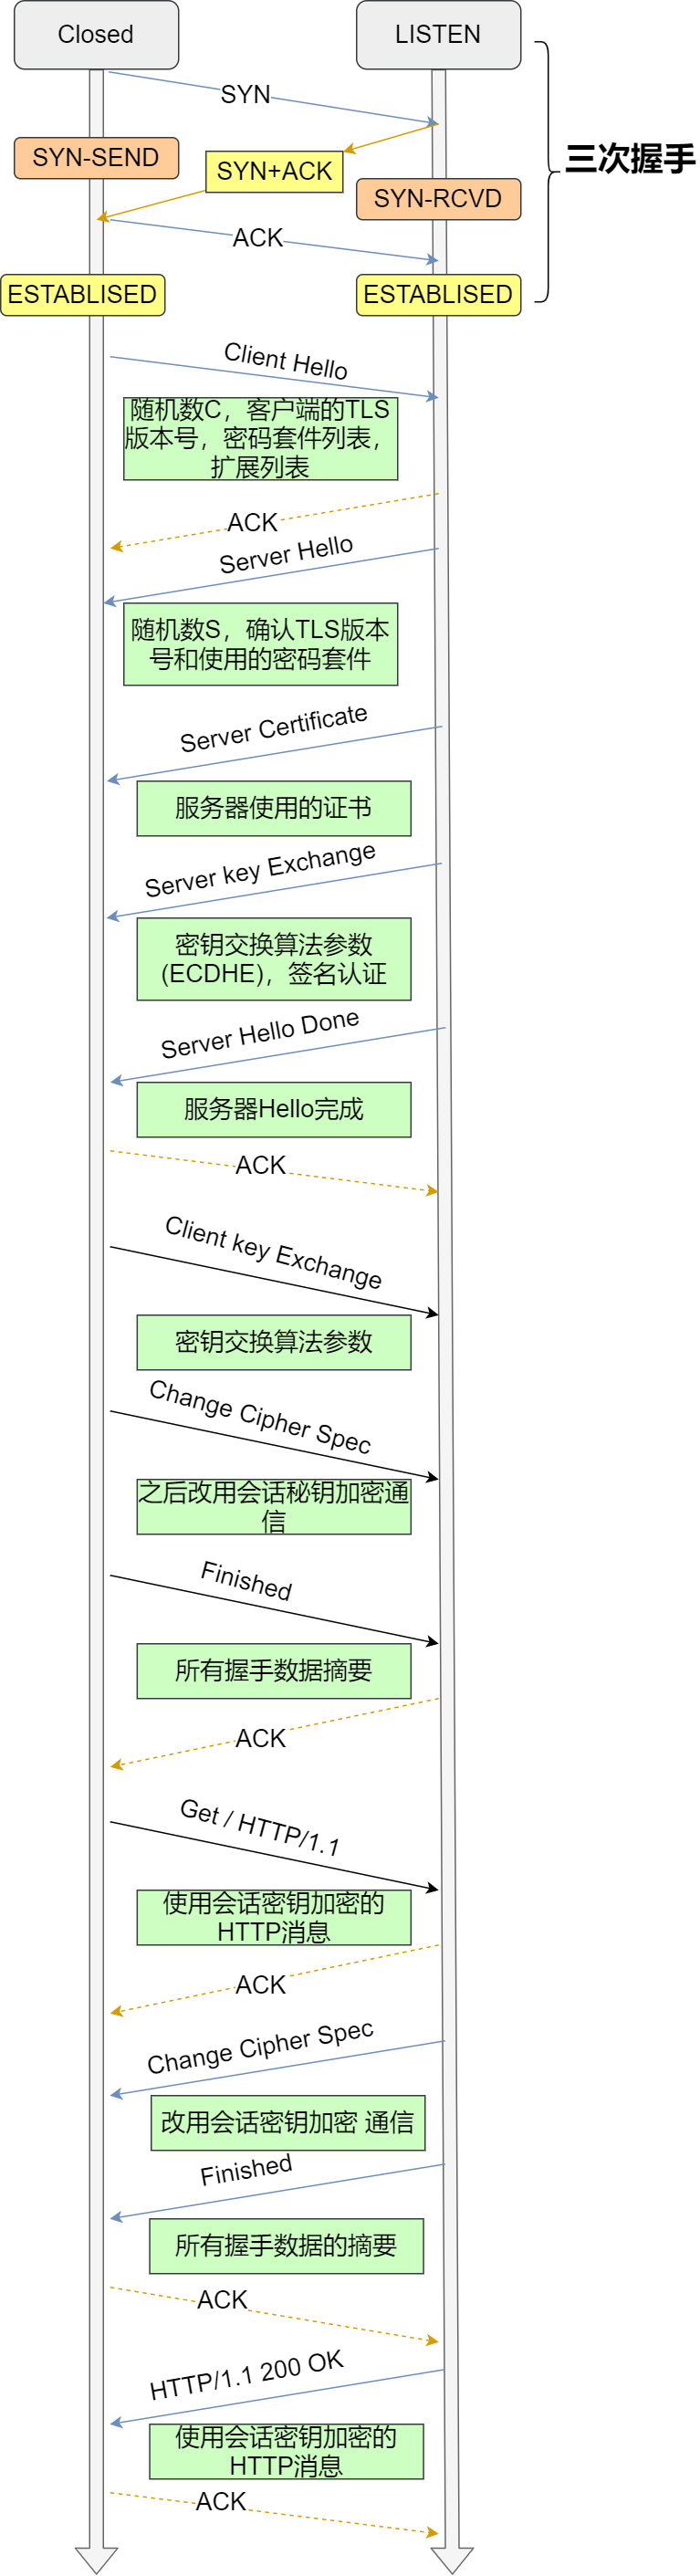 Closed
LISTEN
SYN
三次握手
SYN-SEND
SYN+ACK
SYN-RCVD
ACK
ESTABLISED
ESTABLISED
Client Hello
随机数C，客户端的TLS
版本号，密码套件列表，
扩展列表
ACK
Server Hello
随机数S，确认TLS版本
号和使用的密码套件
Server Certificate
服务器使用的证书
Server key Exchange
密钥交换算法参数
(ECDHE)，签名认证
Server Hello Done
服务器Hello完成
ACK
Client key Exchange
密钥交换算法参数
Change Cipher Spec
之后改用会话秘钥加密通
信
Finished
所有握手数据摘要
ACK
Get / HTTP/1.1
使用会话密钥加密的
HTTP消息
ACK
Change Cipher Spec
改用会话密钥加密 通信
Finished
所有握手数据的摘要
ACK
HTTP/1.1 200 OK
使用会话密钥加密的
HTTP消息
ACK